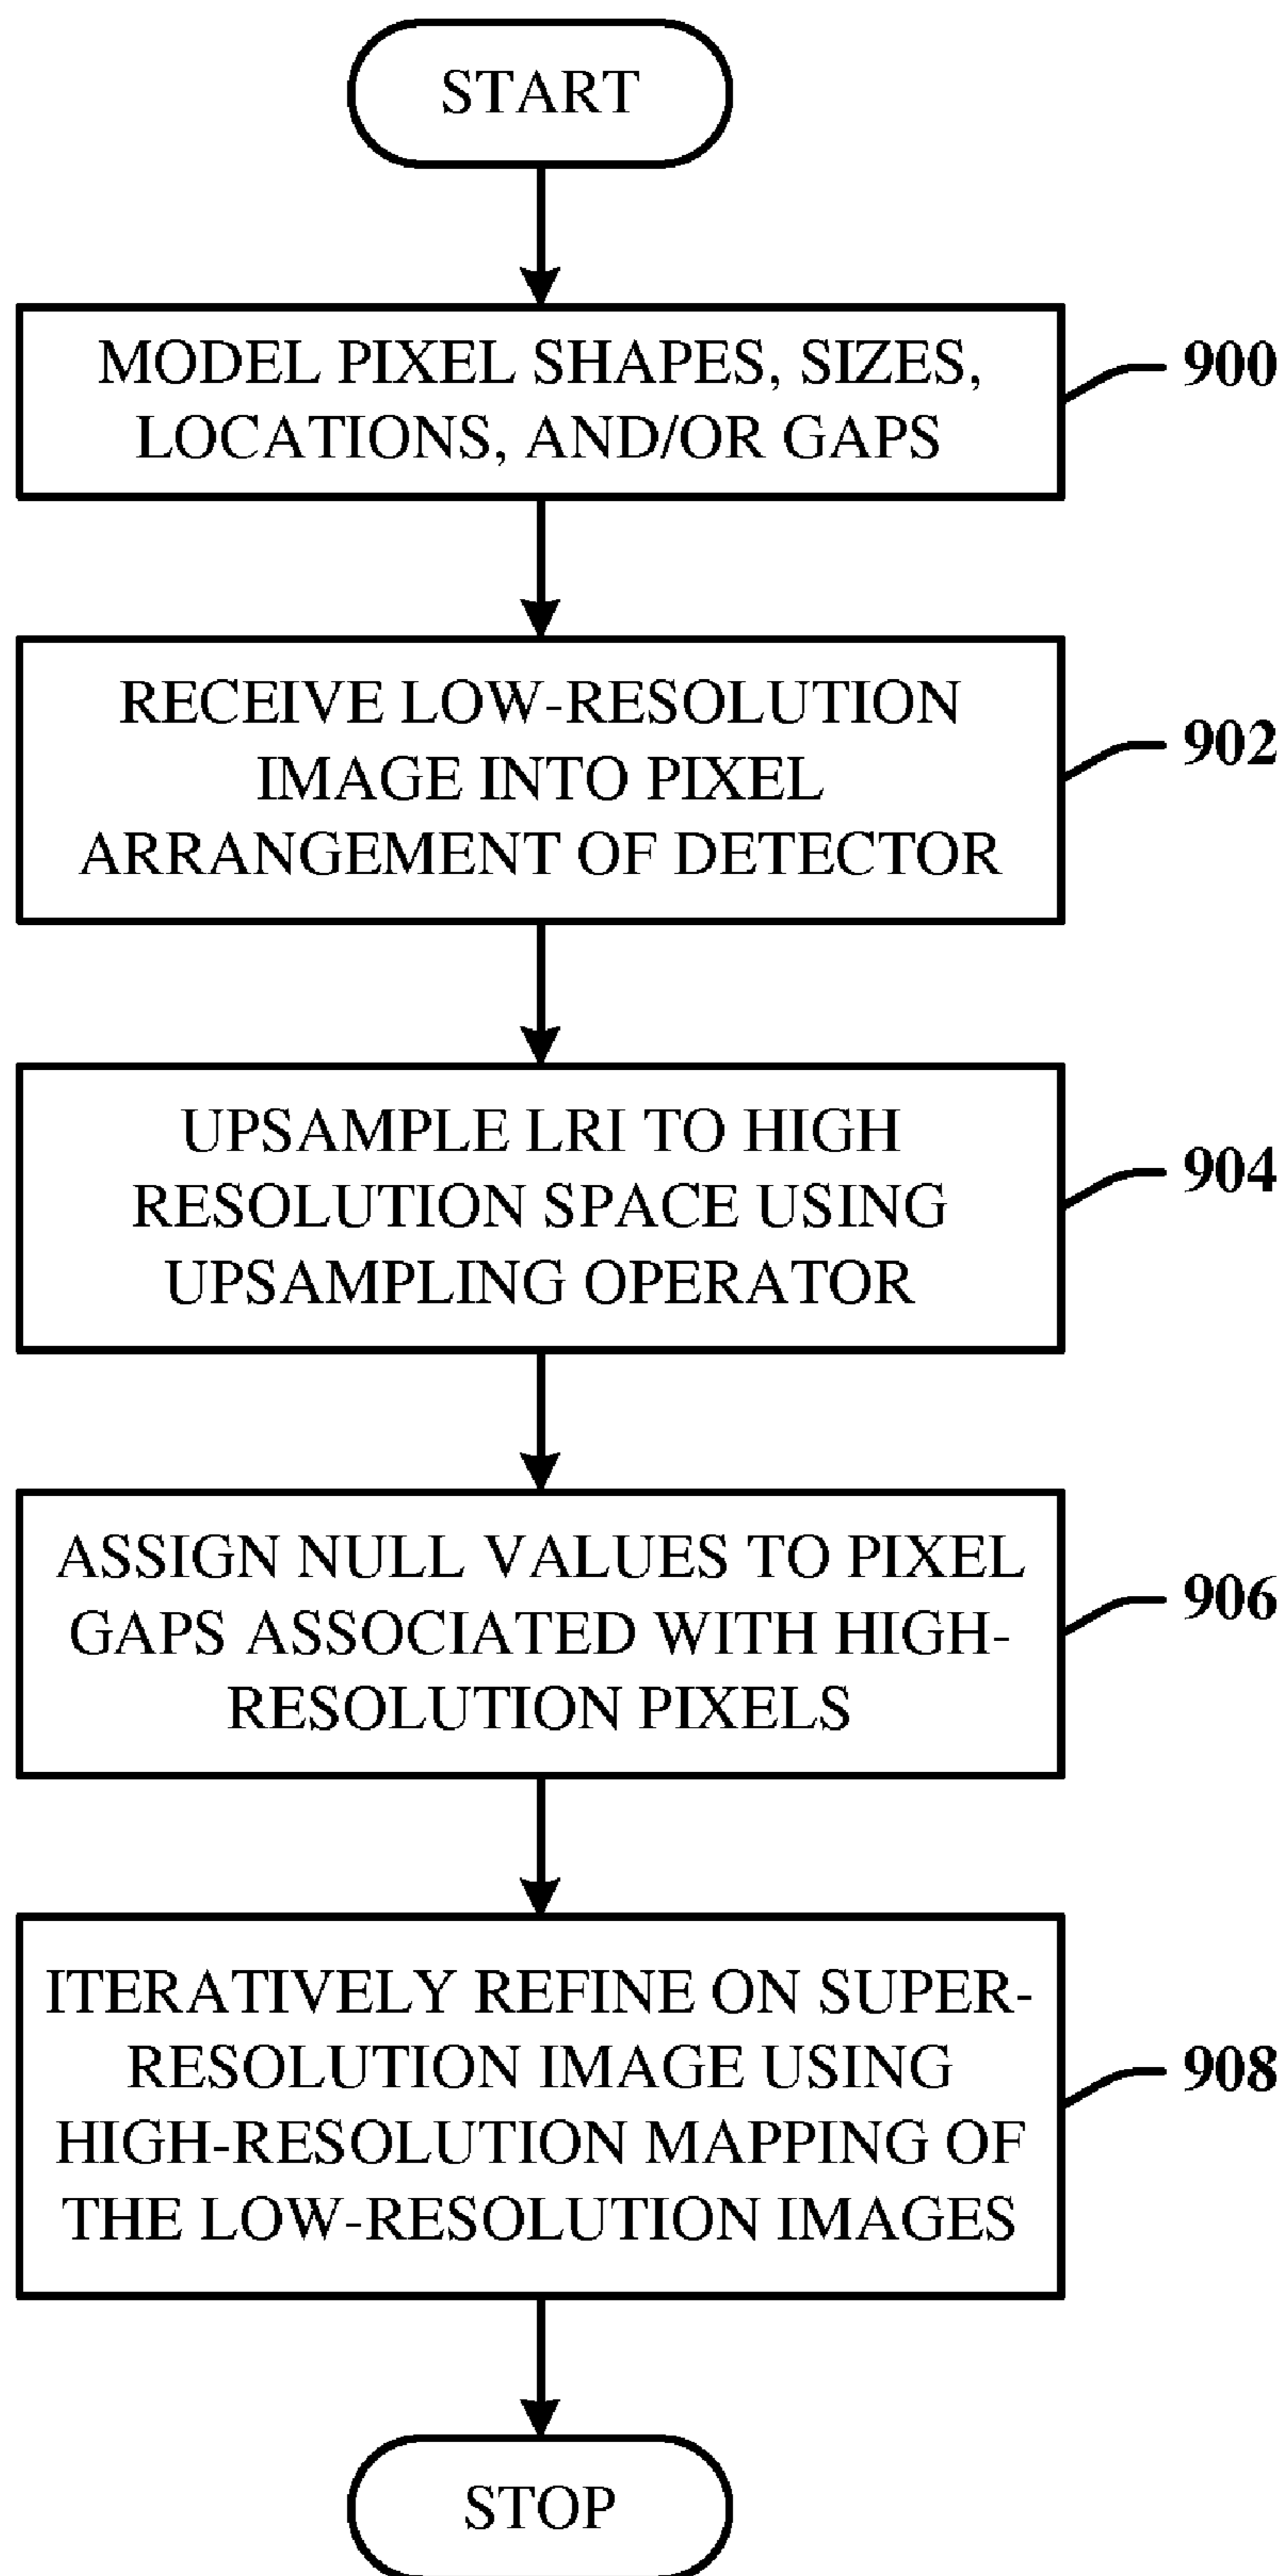 START
MODEL PIXEL SHAPES, SIZES,
LOCATIONS, AND/OR GAPS
900
RECEIVE LOW-RESOLUTION
IMAGE INTO PIXEL
ARRANGEMENT OF DETECTOR
902
UPSAMPLE LRI TO HIGH
RESOLUTION SPACE USING
UPSAMPLING OPERATOR
904
ASSIGN NULL VALUES TO PIXEL
GAPS ASSOCIATED WITH HIGH-
RESOLUTION PIXELS
906
ITERATIVELY REFINE ON SUPER-
RESOLUTION IMAGE USING
HIGH-RESOLUTION MAPPING OF
THE LOW-RESOLUTION IMAGES
908
STOP